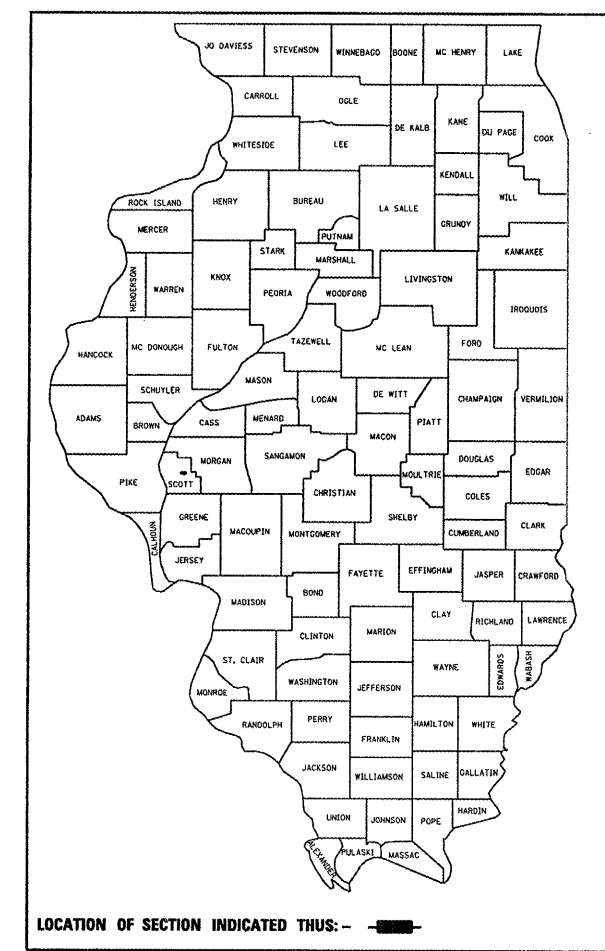 JO DAVIESS STEVENSON WINNEBAGO BOONE MC HENRY LAKE
CARROLL OGLE DE KALB KANE DU PAGE COOK
WHITESIDE LEE KENDALL WILL
ROCK ISLAND HENRY BUREAU LA SALLE GRUNDY
MERCER PUTNAM KANKAKEE
HENDERSON WARREN KNOX STARK MARSHALL LIVINGSTON
PEORIA WOODFORD IROQUOIS
HANCOCK MC DONOUGH FULTON TAZEWELL MC LEAN FORD
SCHUYLER MASON LOGAN DE WITT CHAMPAIGN VERMILION
ADAMS BROWN CASS MENARD MACON PIATT
PIKE SCOTT MORGAN SANGAMON MOULTRIE DOUGLAS EDGAR
CHRISTIAN COLES
CALHOUN GREENE MACOUPIN MONTGOMERY SHELBY CUMBERLAND CLARK
JERSEY FAYETTE EFFINGHAM JASPER CRAWFORD
MADISON BOND CLAY RICHLAND LAWRENCE
CLINTON MARION
ST. CLAIR WASHINGTON WAYNE EDWARDS WABASH
MONROE JEFFERSON
RANDOLPH PERRY HAMILTON WHITE
FRANKLIN
JACKSON WILLIAMSON SALINE GALLATIN
UNION JOHNSON POPE HARDIN
ALEXANDER PULASKI MASSAC
LOCATION OF SECTION INDICATED THUS: -